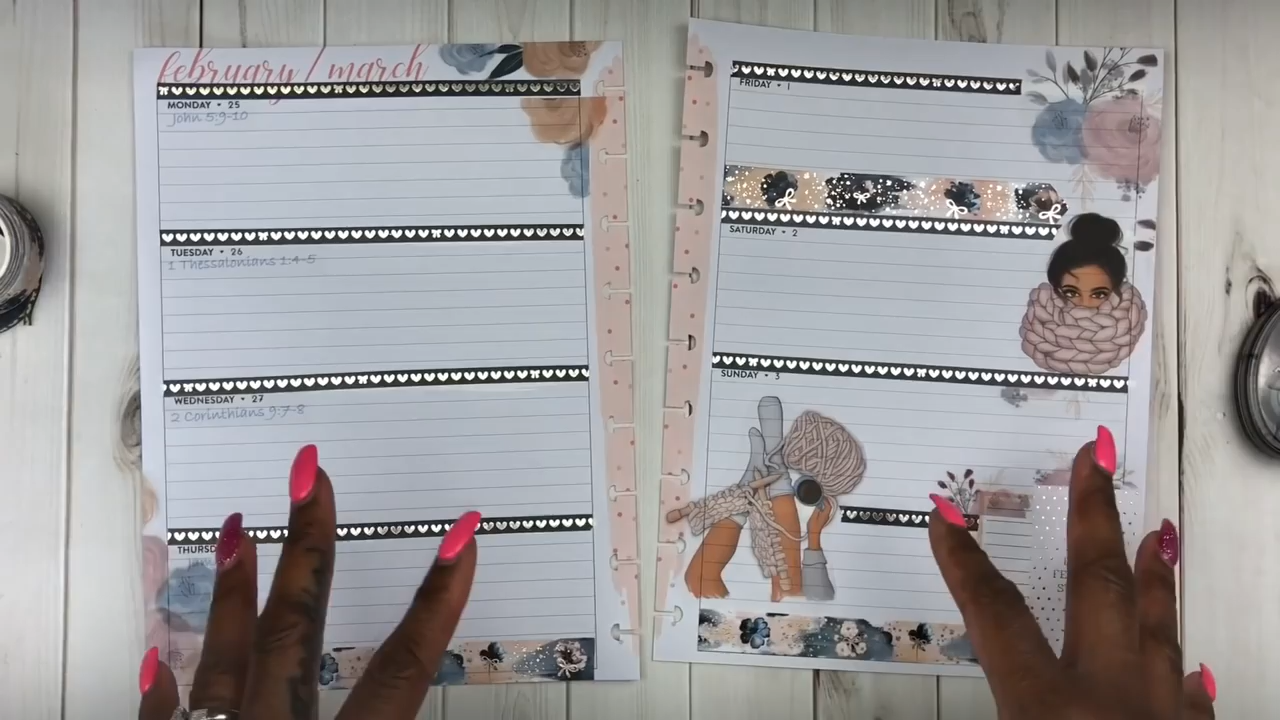 february / march
MONDAY • 25
John 5:9-10
TUESDAY • 26
1 Thessalonians 1:4-5
WEDNESDAY • 27
2 Corinthians 9:7-8
FRIDAY • 1
SATURDAY • 2
SUNDAY • 3